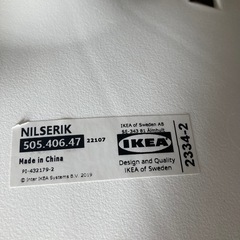 NILSERIK
505.406.47 22107
Made in China
PI-432179-2
© Inter IKEA Systems B.V. 2019
IKEA of Sweden AB
SE-343 81 Älmhult
IKEA
Design and Quality
IKEA of Sweden
2334-2